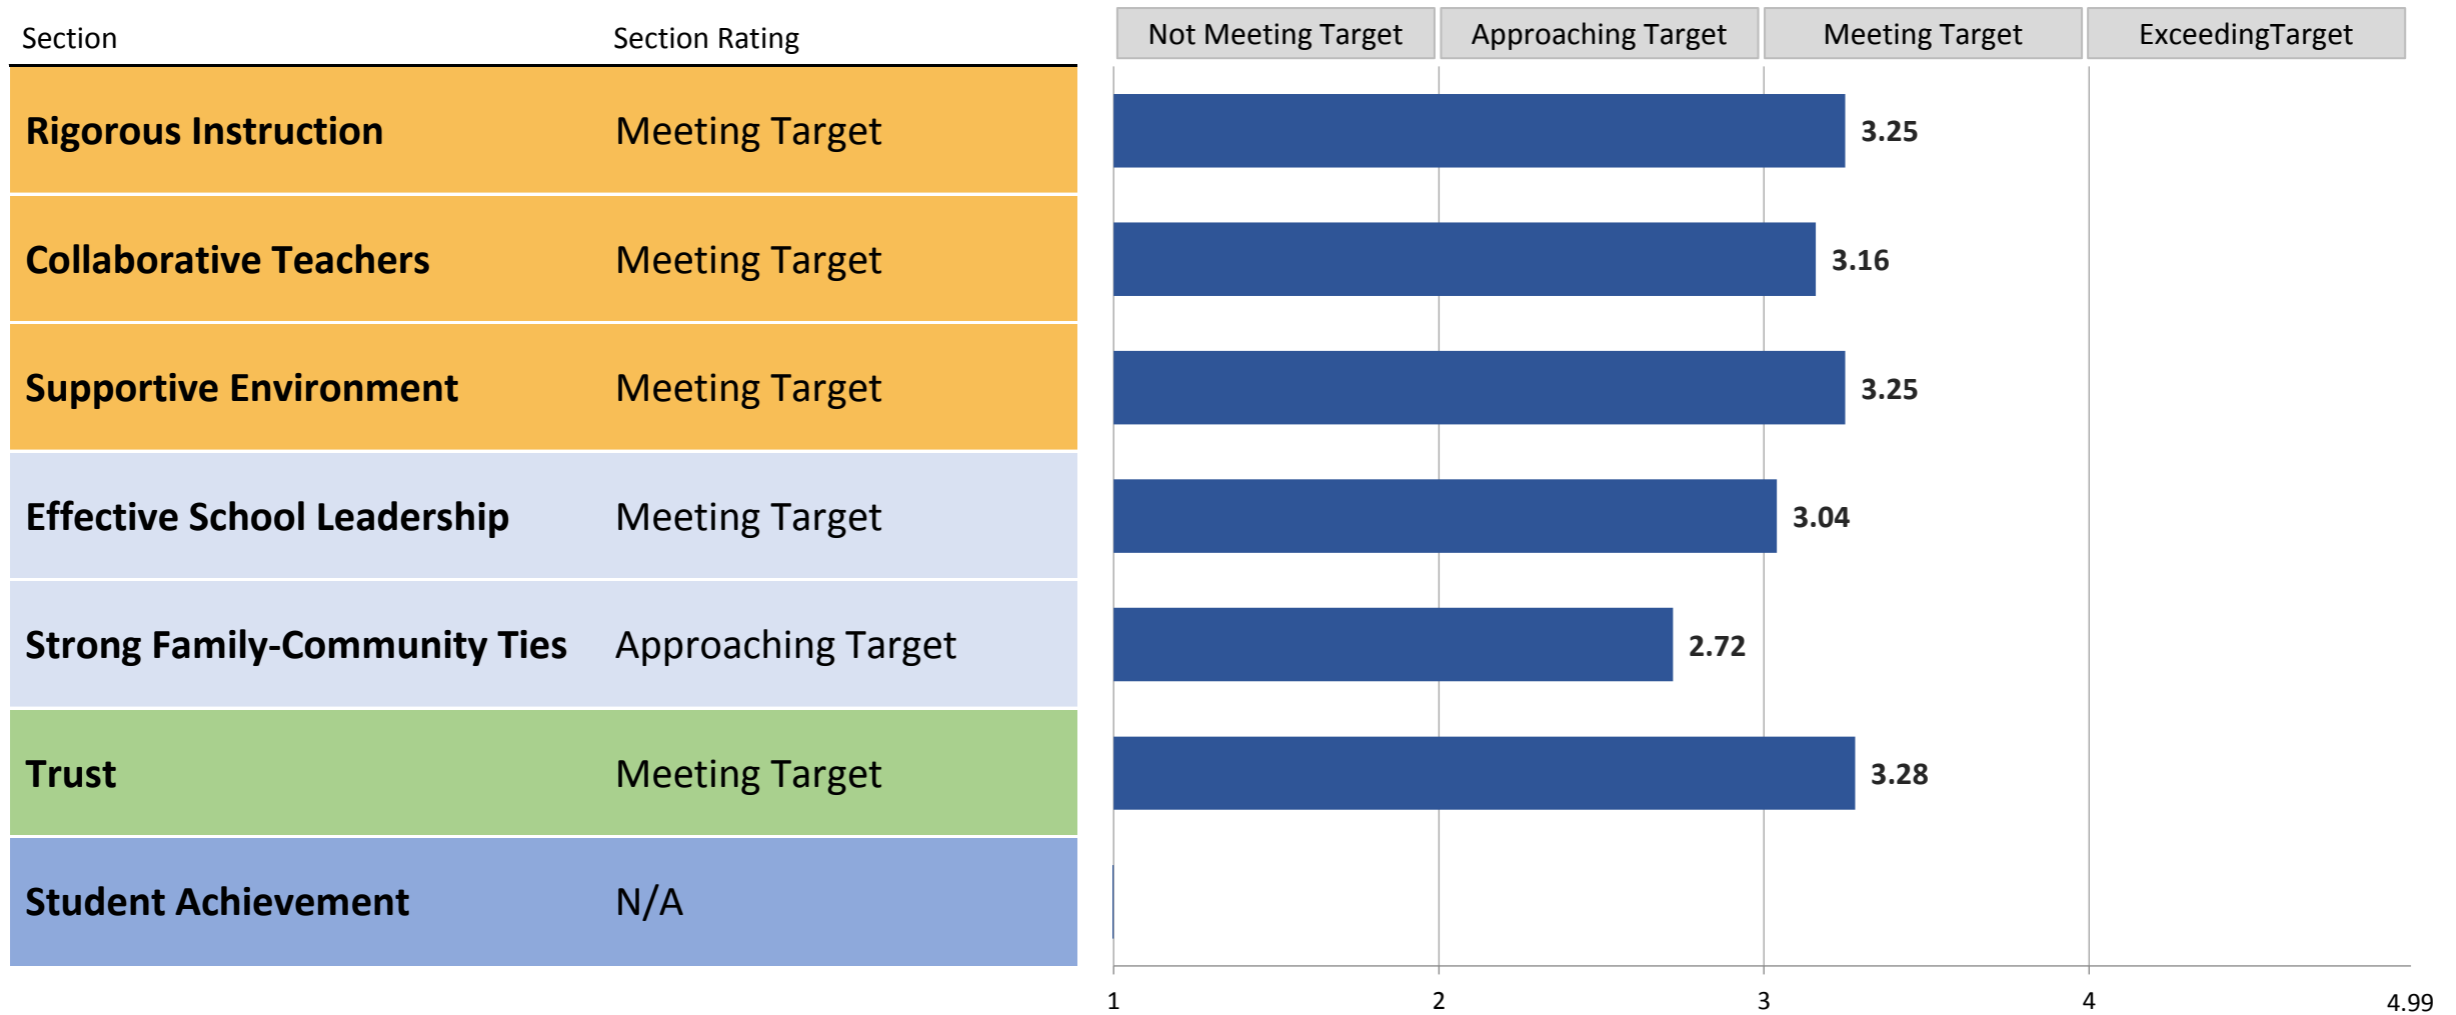 Section Section Rating Not Meeting Target Approaching Target Meeting Target ExceedingTarget
Rigorous Instruction Meeting Target 3.25
Collaborative Teachers Meeting Target 3.16
Supportive Environment Meeting Target 3.25
Effective School Leadership Meeting Target 3.04
Strong Family-Community Ties Approaching Target 2.72
Trust Meeting Target 3.28
Student Achievement N/A
1 2 3 4 4.99